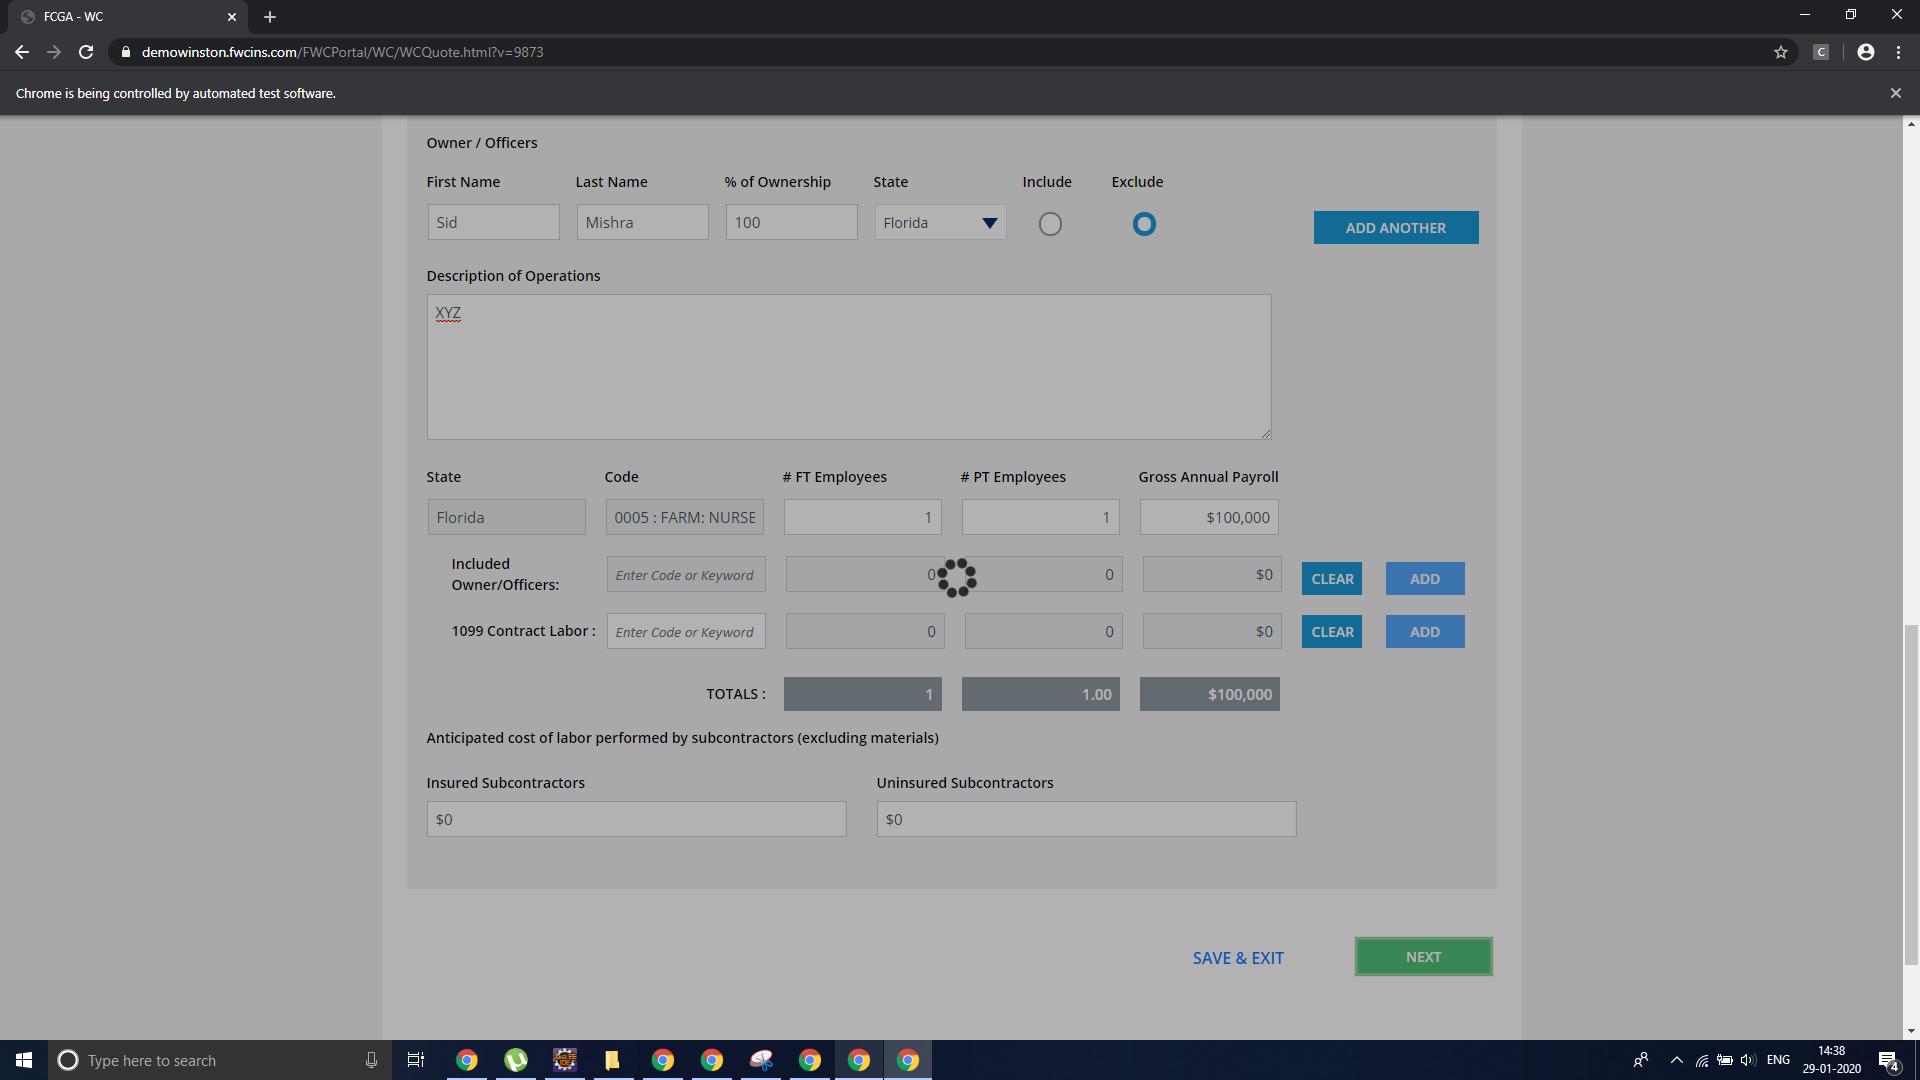 FCGA - WC
demowinston.fwcins.com/FWCPortal/WC/WCQuote.html?v=9873
C
Chrome is being controlled by automated test software.
Owner / Officers
First Name Last Name % of Ownership State Include Exclude
Sid Mishra 100 Florida
ADD ANOTHER
Description of Operations
XYZ
State Code # FT Employees # PT Employees Gross Annual Payroll
Florida 0005 : FARM: NURSE 1 1 $100,000
Included
Owner/Officers:
Enter Code or Keyword 0 0 $0 CLEAR ADD
1099 Contract Labor : Enter Code or Keyword 0 0 $0 CLEAR ADD
TOTALS : 1 1.00 $100,000
Anticipated cost of labor performed by subcontractors (excluding materials)
Insured Subcontractors Uninsured Subcontractors
$0 $0
SAVE & EXIT NEXT
Type here to search
ENG
14:38
29-01-2020
4